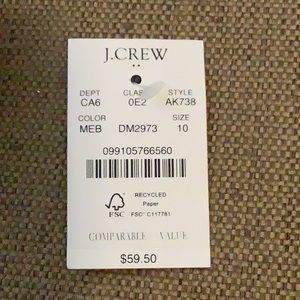 J.CREW
DEPT CLAS STYLE
CA6 0E2 AK738
COLOR SIZE
MEB DM2973 10
099105766560
RECYCLED
Paper
FSC FSC® C117781
COMPARABLE VALUE
$59.50